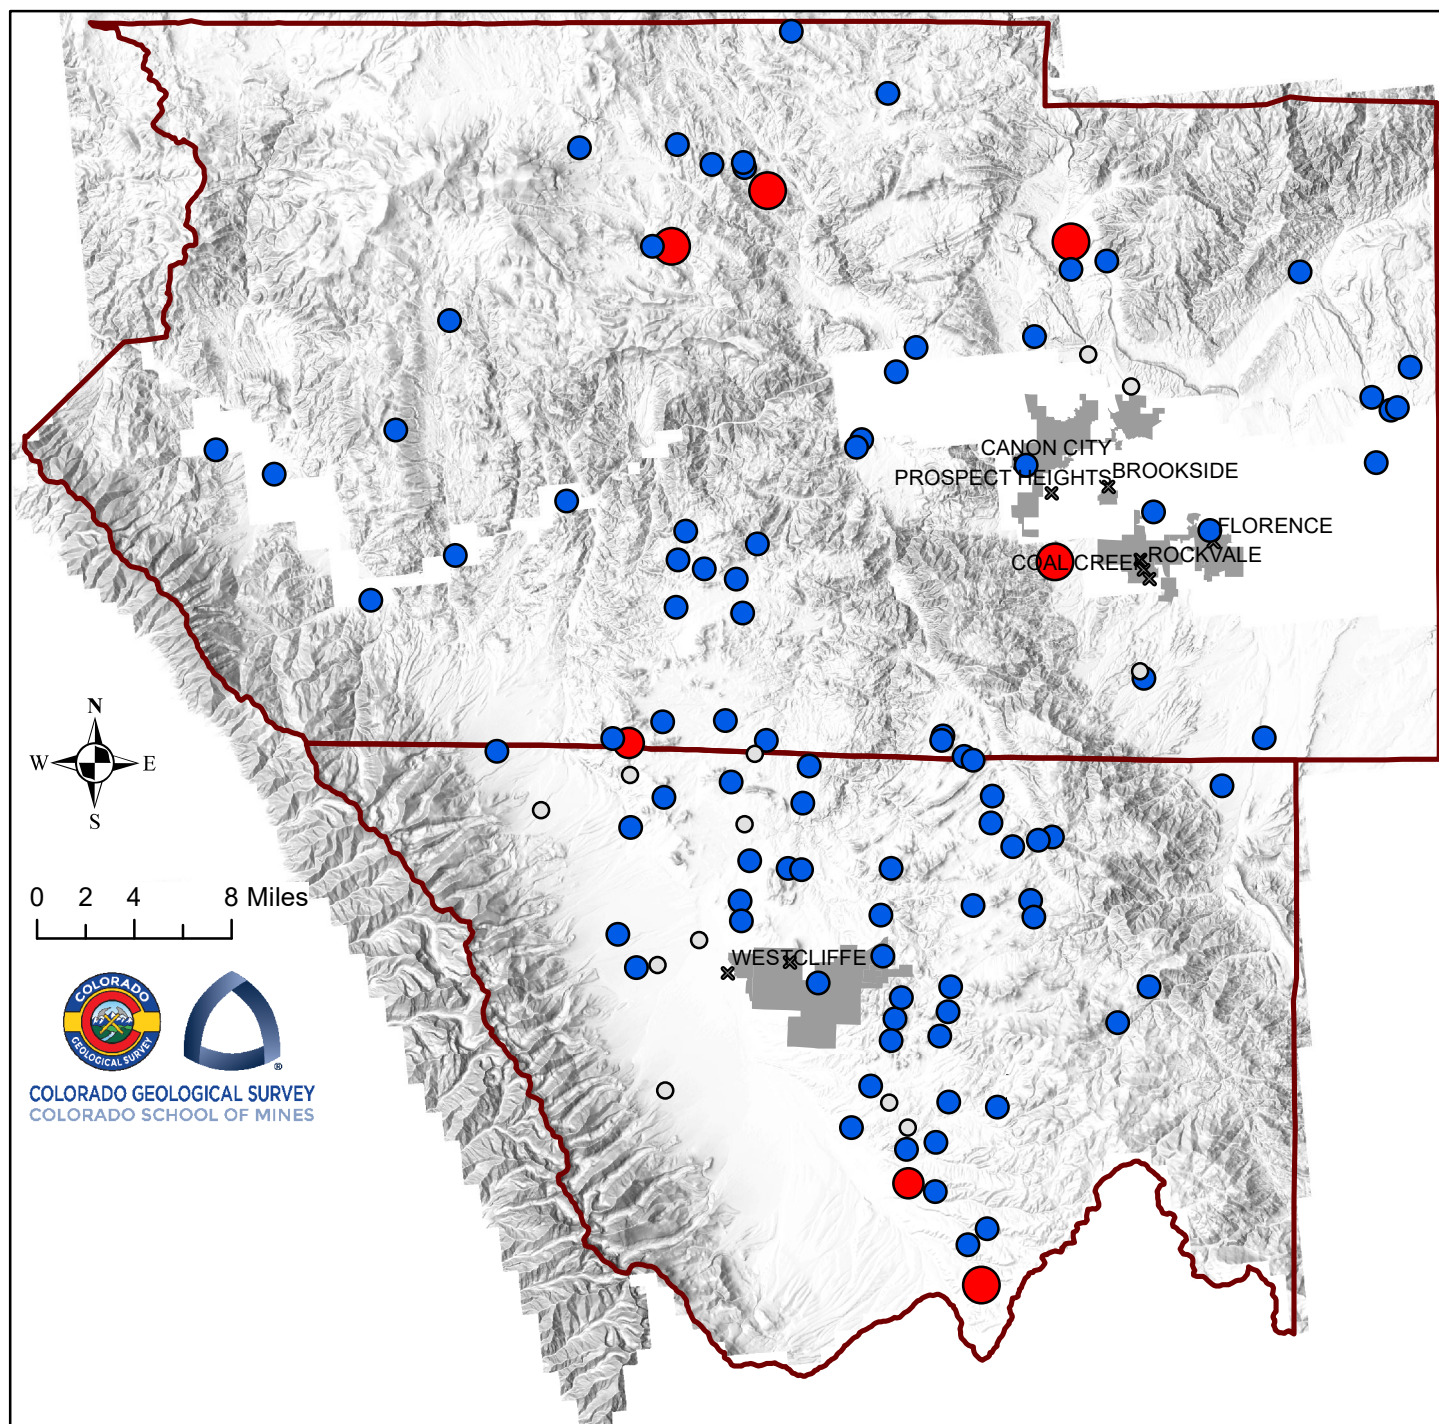 CANON CITY
PROSPECT HEIGHTS
BROOKSIDE
FLORENCE
COAL CREEK
ROCKVALE
N
W
E
S
0 2 4 8 Miles
WESTCLIFFE
COLORADO
GEOLOGICAL SURVEY
®
COLORADO GEOLOGICAL SURVEY
COLORADO SCHOOL OF MINES